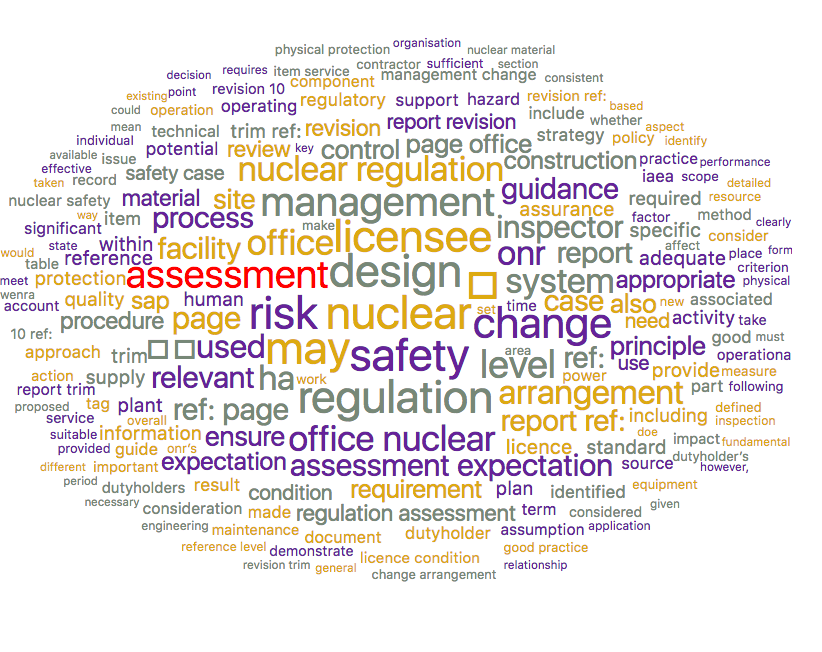 physical protection organisation nuclear material
decision requires item service contractor sufficient section
existing point revision 10 component management change consistent
could operation operating regulatory support hazard revision ref: based
mean technical trim ref: revision report revision include whether
individual potential review key control page office strategy policy aspect identify
available issue safety case nuclear regulation construction practice performance
effective taken record iaea scope detailed
nuclear safety material site management guidance required resource
way item process make assurance factor method clearly
significant facility office licensee inspector specific consider
state within onr report affect adequate place form
would table reference assessment design system appropriate criterion
meet protection physical
wenra quality sap human risk nuclear set time case also new associated
account procedure page change need activity take
10 ref: used may safety area level ref: principle good must
approach trim use operationa
action supply relevant ha work power provide measure
report trim regulation arrangement part following
proposed tag plant ref: page report ref: including defined
service overall doe inspection
suitable information ensure office nuclear licence standard impact fundamental
provided guide onr's dutyholder's
different important expectation assessment expectation source however,
period dutyholders result condition requirement plan identified equipment
necessary consideration made regulation assessment term considered given
engineering maintenance document dutyholder assumption application
reference level demonstrate licence condition good practice
revision trim general change arrangement relationship